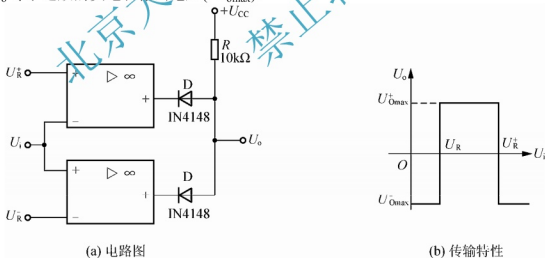 +U_CC
R
10kΩ
U_R^+
+
▷ ∞
+
−
D
IN4148
U_i
U_o
+
▷ ∞
+
−
D
IN4148
U_R^-
(a) 电路图
U_o
U_Omax^+
U_R
U_R^+
O
U_i
U_Omax^-
(b) 传输特性
北京
禁止